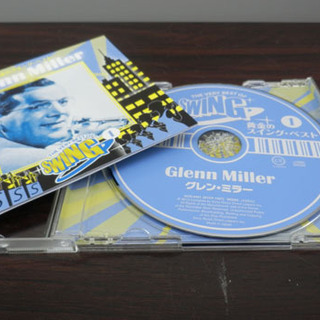 nn Miller
SWING
1
THE VERY BEST OF
SWING
1
黄金の
スイング・ベスト
Glenn Miller
グレン・ミラー